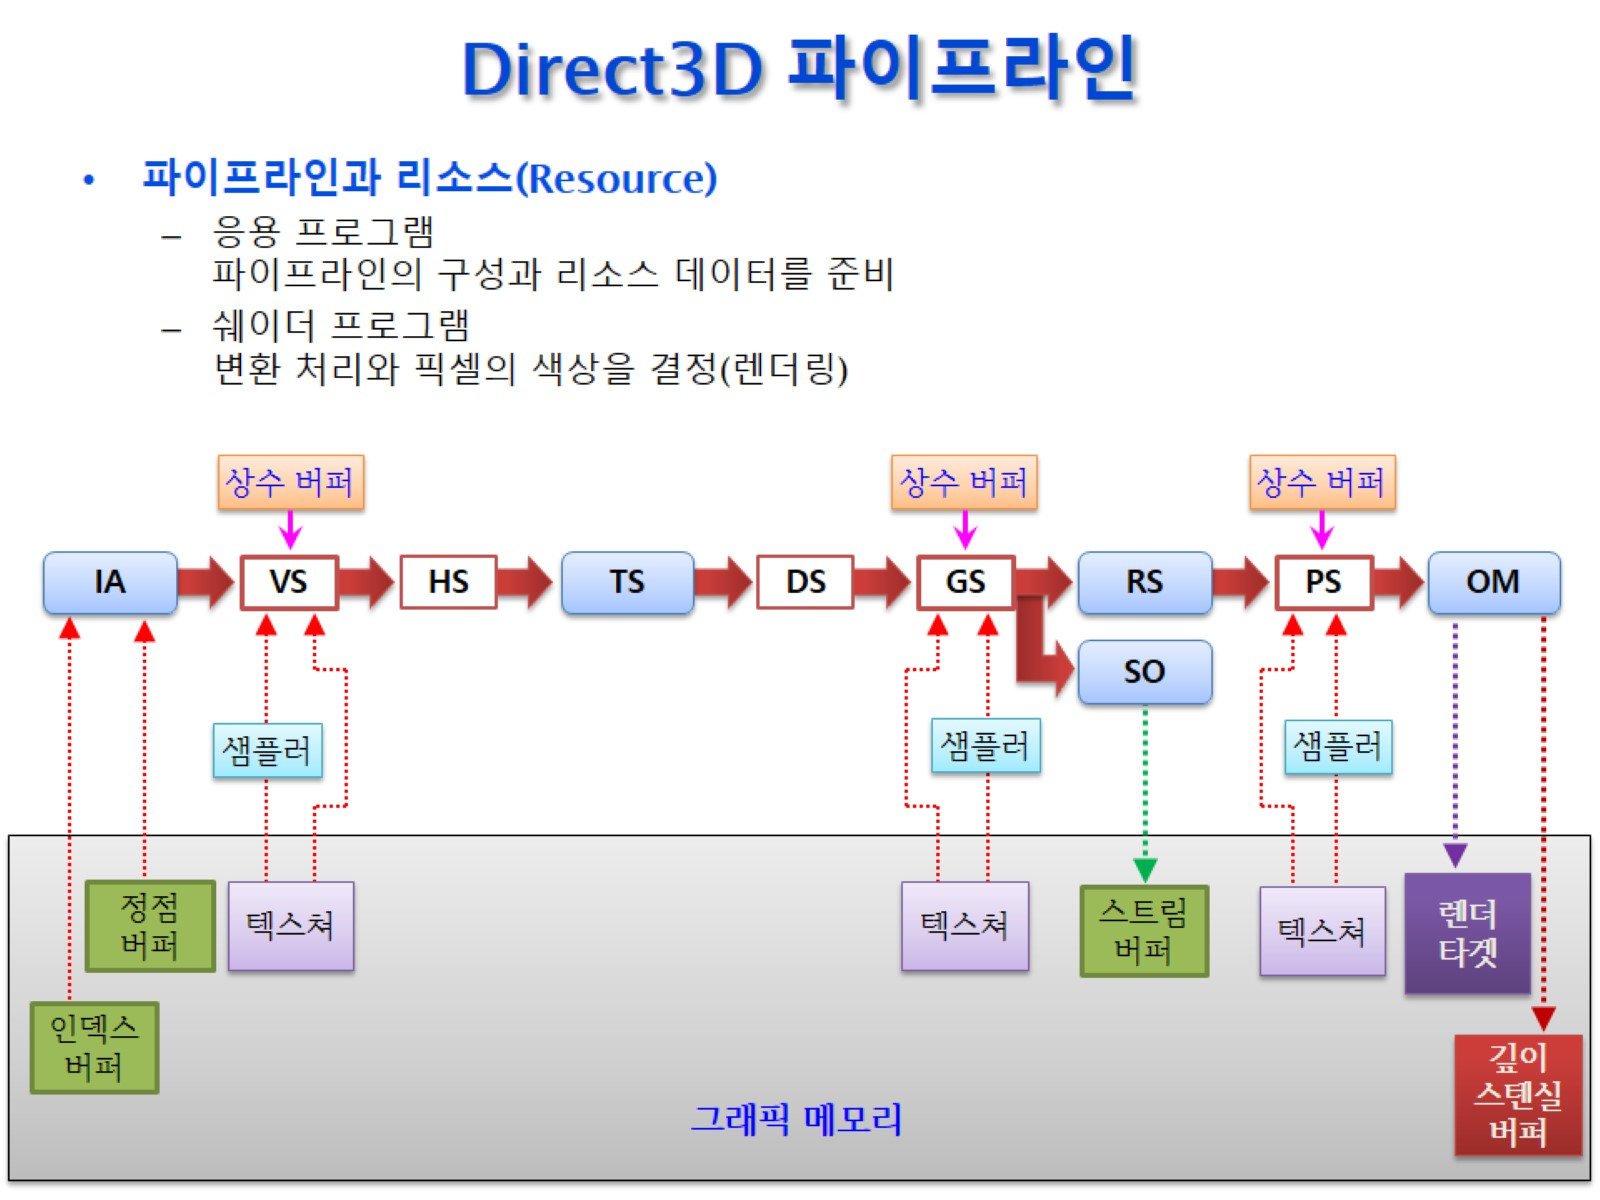 Direct3D 파이프라인
• 파이프라인과 리소스(Resource)
– 응용 프로그램
파이프라인의 구성과 리소스 데이터를 준비
– 쉐이더 프로그램
변환 처리와 픽셀의 색상을 결정(렌더링)
상수 버퍼
상수 버퍼
상수 버퍼
IA
VS
HS
TS
DS
GS
RS
PS
OM
SO
샘플러
샘플러
샘플러
정점
버퍼
텍스쳐
텍스쳐
스트림
버퍼
텍스쳐
렌더
타겟
인덱스
버퍼
깊이
스텐실
버퍼
그래픽 메모리